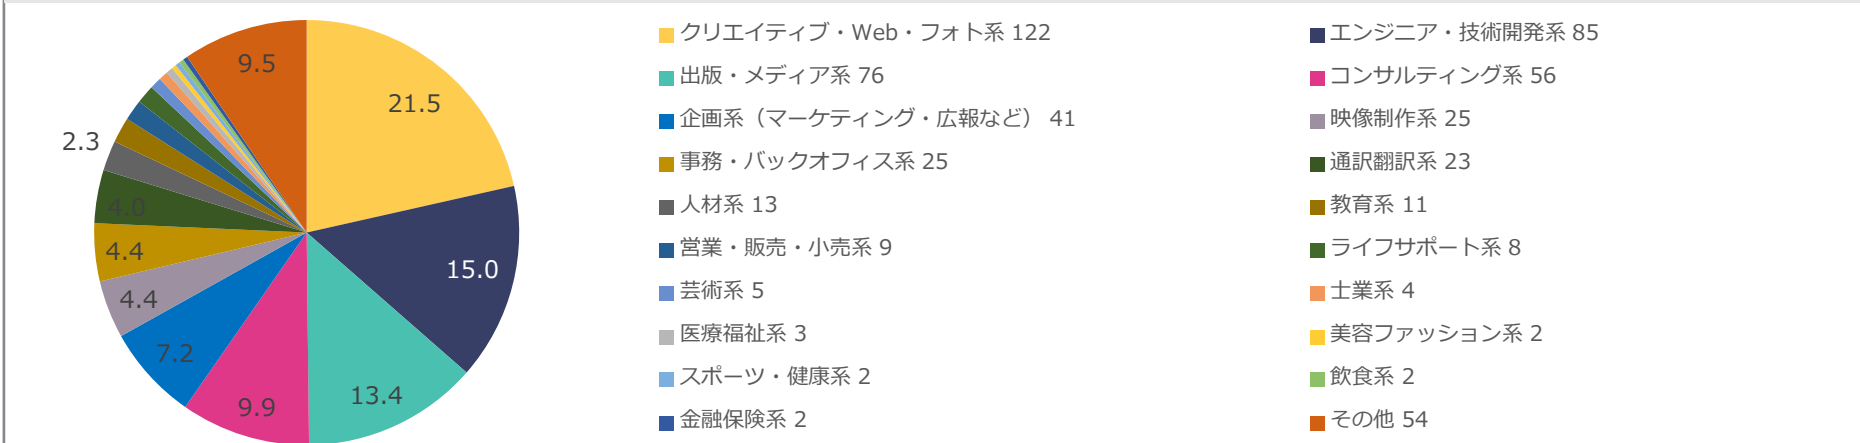 9.5
21.5
2.3
4.0
15.0
4.4
4.4
7.2
13.4
9.9
クリエイティブ・Web・フォト系 122
エンジニア・技術開発系 85
出版・メディア系 76
コンサルティング系 56
企画系（マーケティング・広報など） 41
映像制作系 25
事務・バックオフィス系 25
通訳翻訳系 23
人材系 13
教育系 11
営業・販売・小売系 9
ライフサポート系 8
芸術系 5
士業系 4
医療福祉系 3
美容ファッション系 2
スポーツ・健康系 2
飲食系 2
金融保険系 2
その他 54